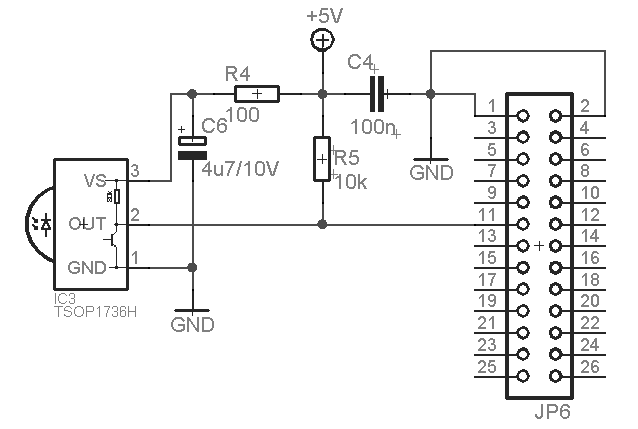 +5V
R4
C4
100
100n
C6
4u7/10V
R5
10k
GND
VS
3
OUT
2
GND
1
IC3
TSOP1736H
GND
1 2
3 4
5 6
7 8
9 10
11 12
13 14
15 16
17 18
19 20
21 22
23 24
25 26
JP6